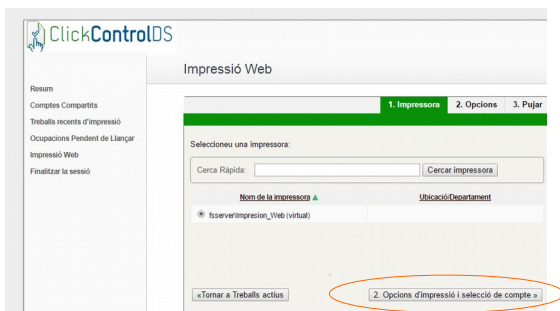 ClickControlDS
Impressió Web
Resum
Comptes Compartits
Treballs recents d'impressió
Ocupacions Pendent de Llançar
Impressió Web
Finalitzar la sessió
1. Impressora 2. Opcions 3. Pujar
Seleccioneu una impressora:
Cerca Ràpida: Cercar impressora
Nom de la impressora ▲ Ubicació/Departament
fsserver\Impresion_Web (virtual)
«Tornar a Treballs actius 2. Opcions d'impressió i selecció de compte »